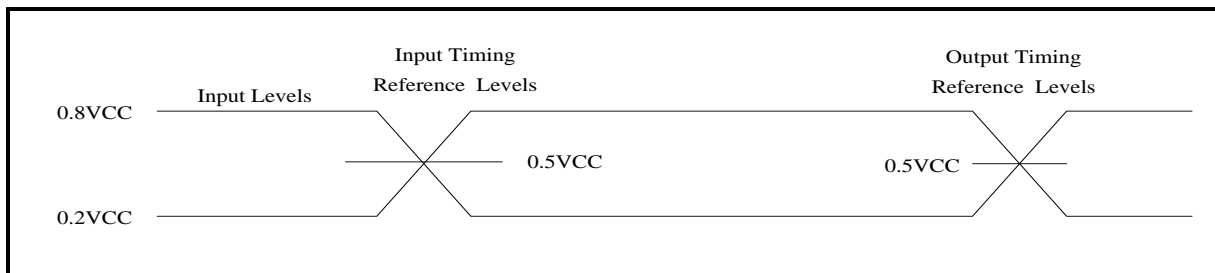 Input Timing
Reference Levels
Output Timing
Reference Levels
Input Levels
0.8VCC
0.5VCC
0.5VCC
0.2VCC